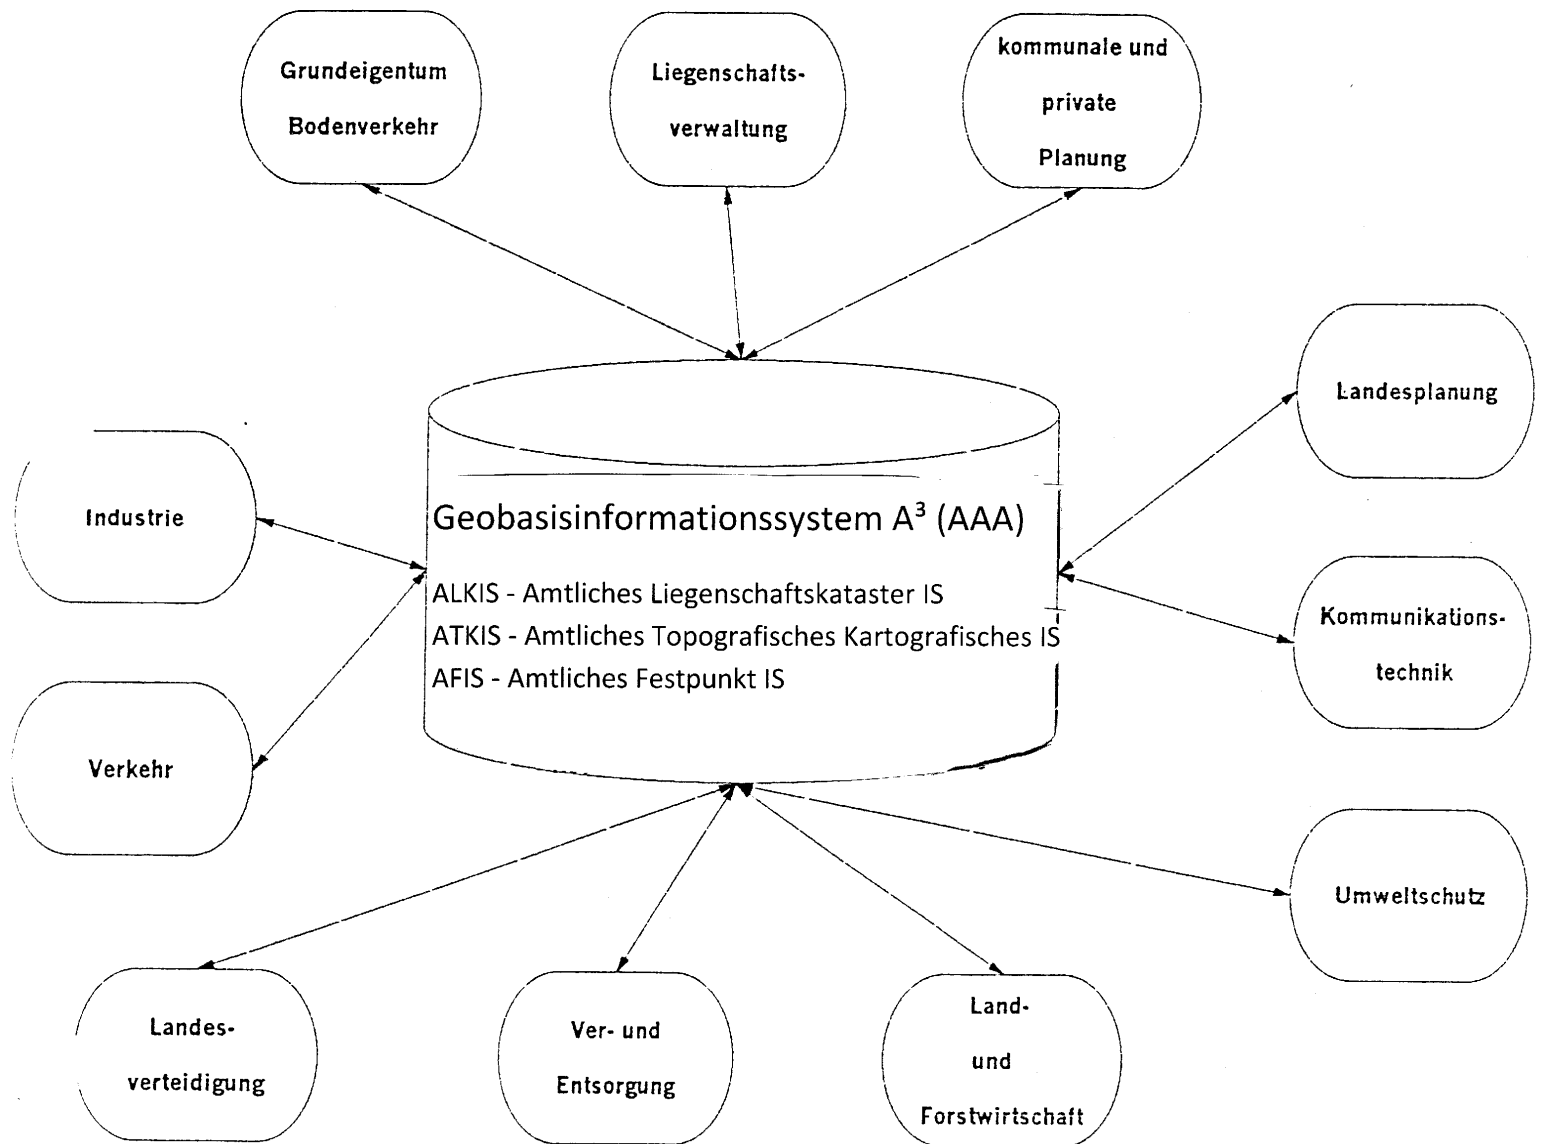 Grundeigentum
Bodenverkehr
Liegenschafts-
verwaltung
kommunale und
private
Planung
Landesplanung
Industrie
Geobasisinformationssystem A³ (AAA)
ALKIS - Amtliches Liegenschaftskataster IS
ATKIS - Amtliches Topografisches Kartografisches IS
AFIS - Amtliches Festpunkt IS
Kommunikations-
technik
Verkehr
Umweltschutz
Landes-
verteidigung
Ver- und
Entsorgung
Land-
und
Forstwirtschaft